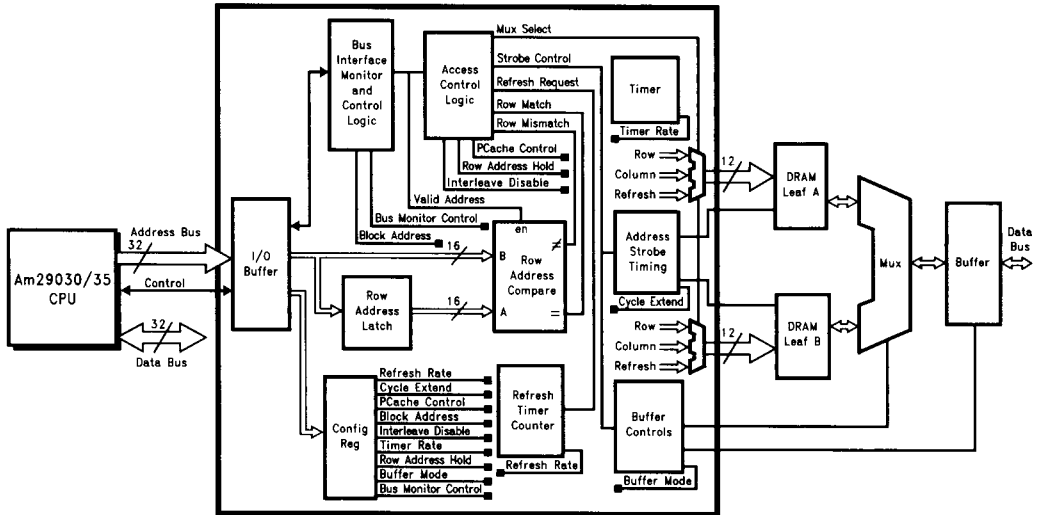 Am29030/35
CPU
Address Bus
32
Control
32
Data Bus
I/O
Buffer
Bus
Interface
Monitor
and
Control
Logic
Access
Control
Logic
Mux Select
Strobe Control
Refresh Request
Row Match
Row Mismatch
PCache Control
Row Address Hold
Interleave Disable
Valid Address
Bus Monitor Control
Block Address
16
en
B
≠
Row
Address
Compare
A
=
Row
Address
Latch
16
Config
Reg
Refresh Rate
Cycle Extend
PCache Control
Block Address
Interleave Disable
Timer Rate
Row Address Hold
Buffer Mode
Bus Monitor Control
Refresh
Timer
Counter
Refresh Rate
Timer
Timer Rate
Row
Column
Refresh
12
Address
Strobe
Timing
Cycle Extend
Row
Column
Refresh
12
Buffer
Controls
Buffer Mode
DRAM
Leaf A
DRAM
Leaf B
Mux
Buffer
Data
Bus